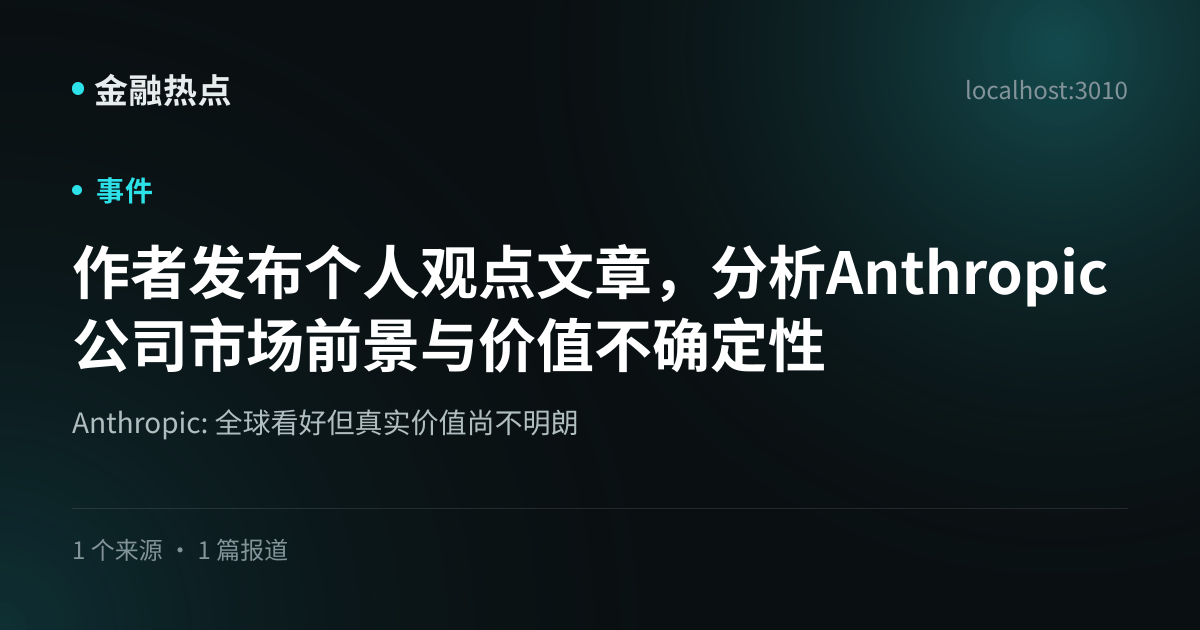 金融热点
localhost:3010
事件
作者发布个人观点文章，分析Anthropic
公司市场前景与价值不确定性
Anthropic: 全球看好但真实价值尚不明朗
1 个来源 · 1 篇报道